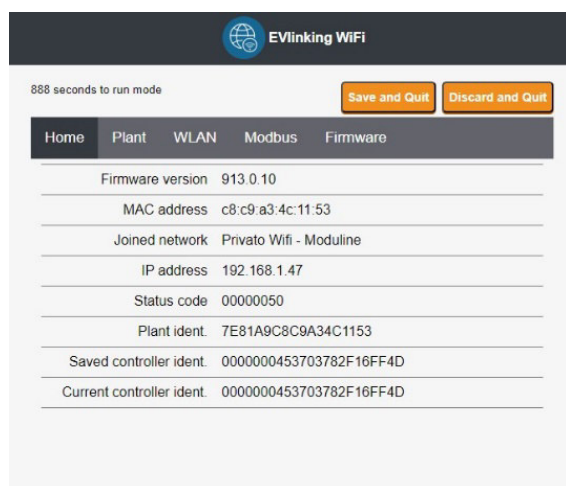 EVlinking WiFi
888 seconds to run mode
Save and Quit Discard and Quit
Home Plant WLAN Modbus Firmware
Firmware version 913.0.10
MAC address c8:c9:a3:4c:11:53
Joined network Privato Wifi - Moduline
IP address 192.168.1.47
Status code 00000050
Plant ident. 7E81A9C8C9A34C1153
Saved controller ident. 0000000453703782F16FF4D
Current controller ident. 0000000453703782F16FF4D